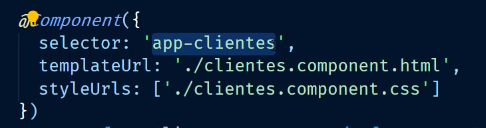 @Component({
selector: 'app-clientes',
templateUrl: './clientes.component.html',
styleUrls: ['./clientes.component.css']
})